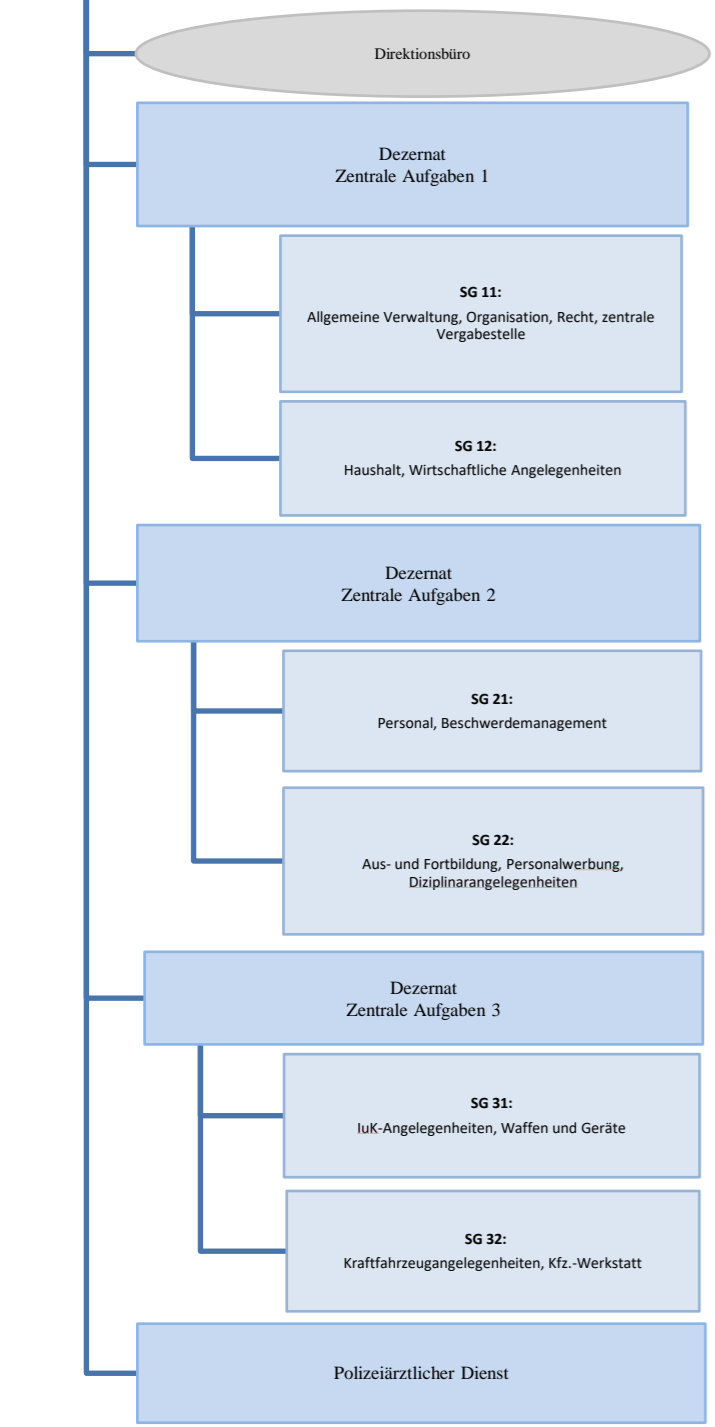 Direktionsbüro
Dezernat
Zentrale Aufgaben 1
SG 11:
Allgemeine Verwaltung, Organisation, Recht, zentrale
Vergabestelle
SG 12:
Haushalt, Wirtschaftliche Angelegenheiten
Dezernat
Zentrale Aufgaben 2
SG 21:
Personal, Beschwerdemanagement
SG 22:
Aus- und Fortbildung, Personalwerbung,
Diziplinarangelegenheiten
Dezernat
Zentrale Aufgaben 3
SG 31:
IuK-Angelegenheiten, Waffen und Geräte
SG 32:
Kraftfahrzeugangelegenheiten, Kfz.-Werkstatt
Polizeiärztlicher Dienst